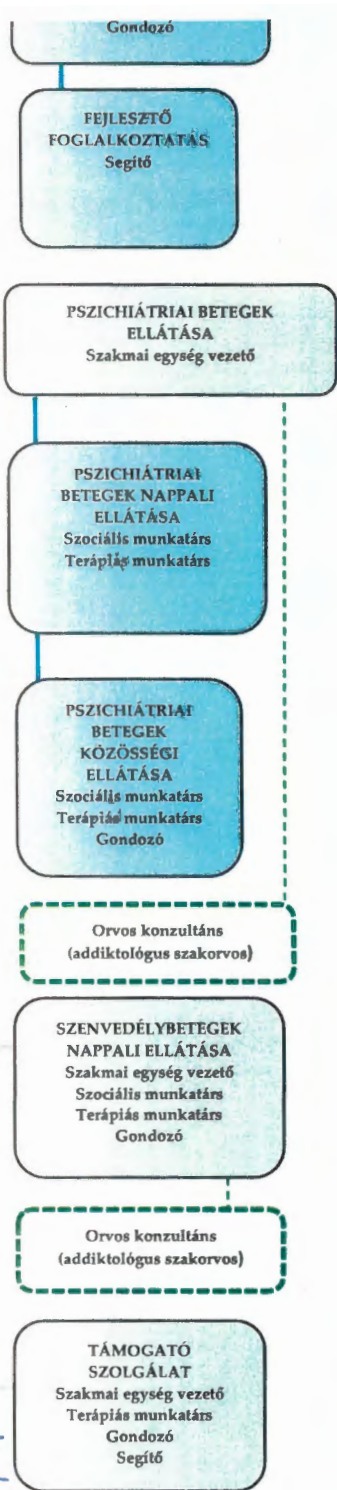 Gondozó
FEJLESZTŐ
FOGLALKOZTATÁS
Segítő
PSZICHIÁTRIAI BETEGEK
ELLÁTÁSA
Szakmai egység vezető
PSZICHIÁTRIAI
BETEGEK NAPPALI
ELLÁTÁSA
Szociális munkatárs
Terápiás munkatárs
PSZICHIÁTRIAI
BETEGEK
KÖZÖSSÉGI
ELLÁTÁSA
Szociális munkatárs
Terápiás munkatárs
Gondozó
Orvos konzultáns
(addiktológus szakorvos)
SZENVEDÉLYBETEGEK
NAPPALI ELLÁTÁSA
Szakmai egység vezető
Szociális munkatárs
Terápiás munkatárs
Gondozó
Orvos konzultáns
(addiktológus szakorvos)
TÁMOGATÓ
SZOLGÁLAT
Szakmai egység vezető
Terápiás munkatárs
Gondozó
Segítő